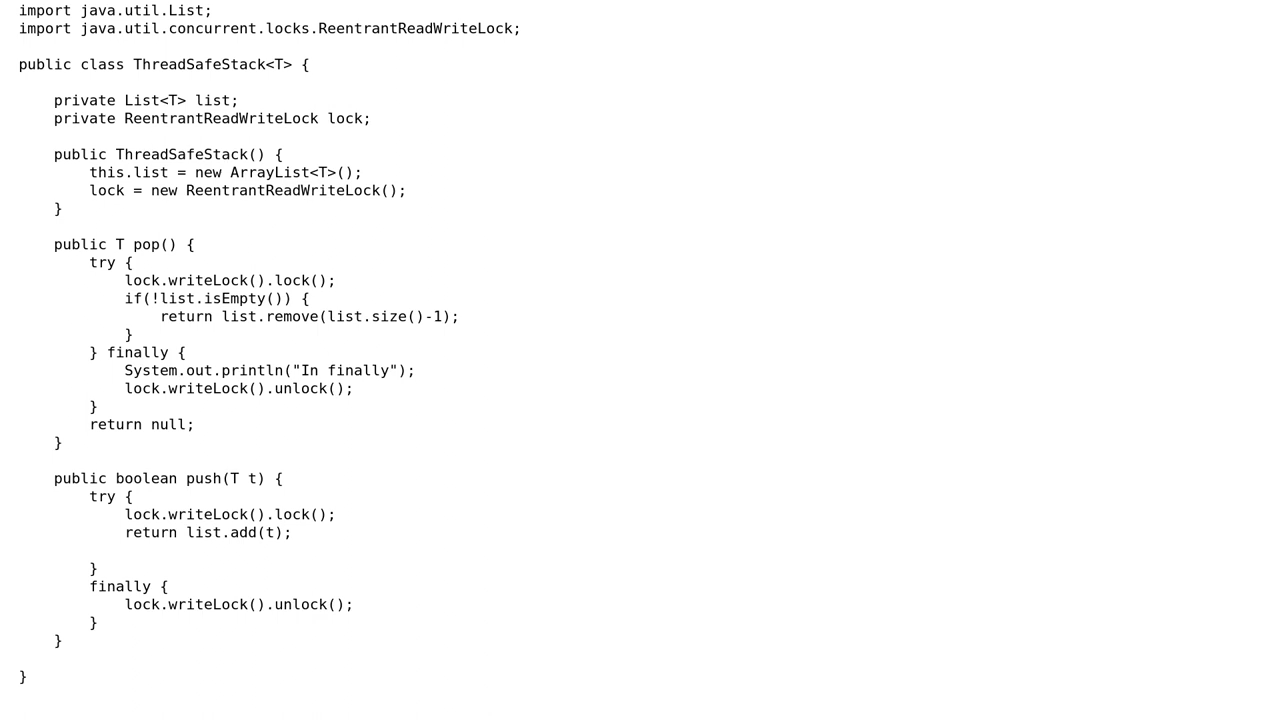 import java.util.List;
import java.util.concurrent.locks.ReentrantReadWriteLock;

public class ThreadSafeStack<T> {

    private List<T> list;
    private ReentrantReadWriteLock lock;

    public ThreadSafeStack() {
        this.list = new ArrayList<T>();
        lock = new ReentrantReadWriteLock();
    }

    public T pop() {
        try {
            lock.writeLock().lock();
            if(!list.isEmpty()) {
                return list.remove(list.size()-1);
            }
        } finally {
            System.out.println("In finally");
            lock.writeLock().unlock();
        }
        return null;
    }

    public boolean push(T t) {
        try {
            lock.writeLock().lock();
            return list.add(t);

        }
        finally {
            lock.writeLock().unlock();
        }
    }

}